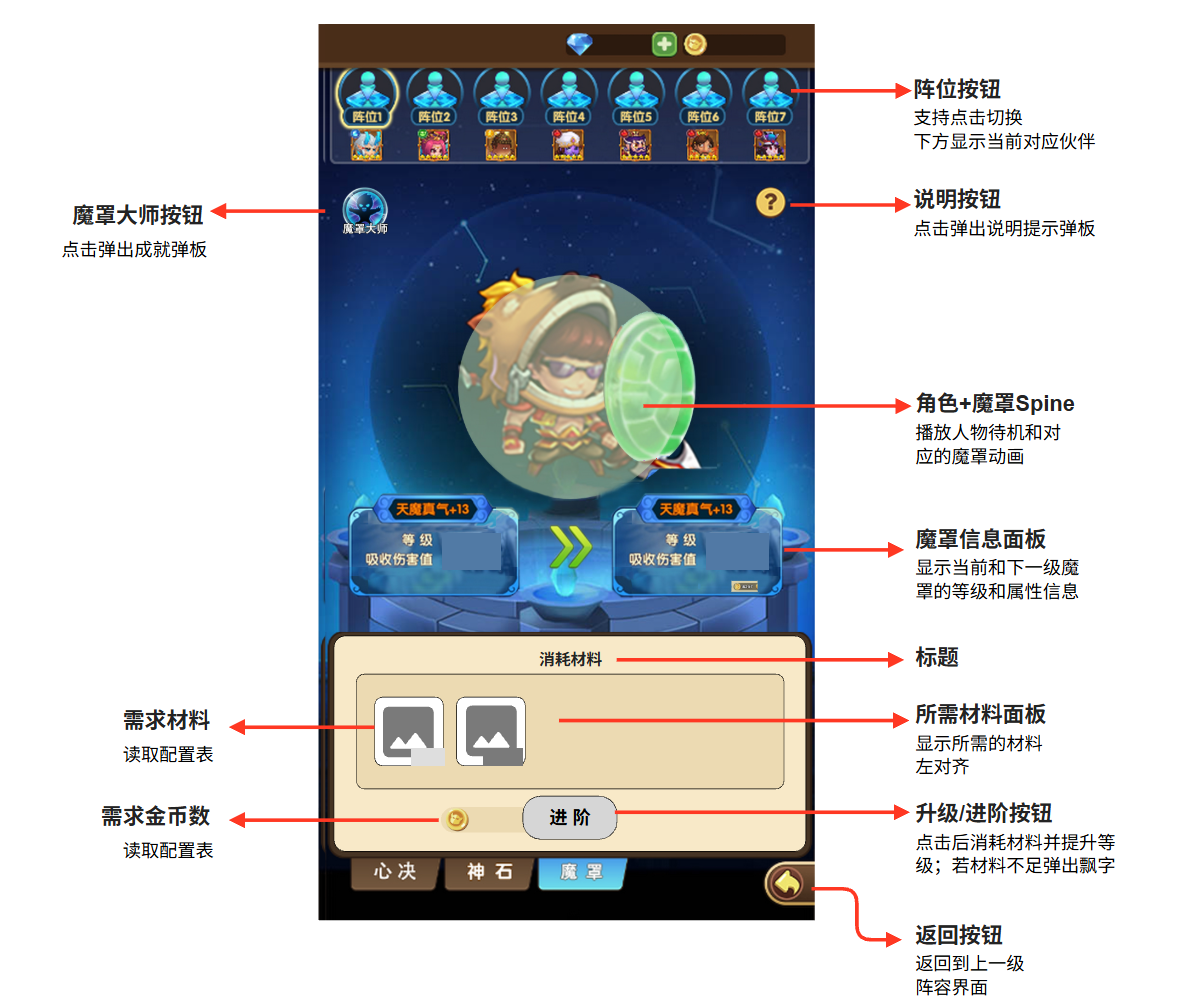 阵位1
阵位2
阵位3
阵位4
阵位5
阵位6
阵位7
阵位按钮
支持点击切换
下方显示当前对应伙伴
魔罩大师按钮
点击弹出成就弹板
魔罩大师
?
说明按钮
点击弹出说明提示弹板
角色+魔罩Spine
播放人物待机和对
应的魔罩动画
天魔真气+13
等 级
吸收伤害值
天魔真气+13
等 级
吸收伤害值
魔罩信息面板
显示当前和下一级魔
罩的等级和属性信息
消耗材料
标题
需求材料
读取配置表
所需材料面板
显示所需的材料
左对齐
需求金币数
读取配置表
进 阶
升级/进阶按钮
点击后消耗材料并提升等
级；若材料不足弹出飘字
心 决
神 石
魔 罩
返回按钮
返回到上一级
阵容界面